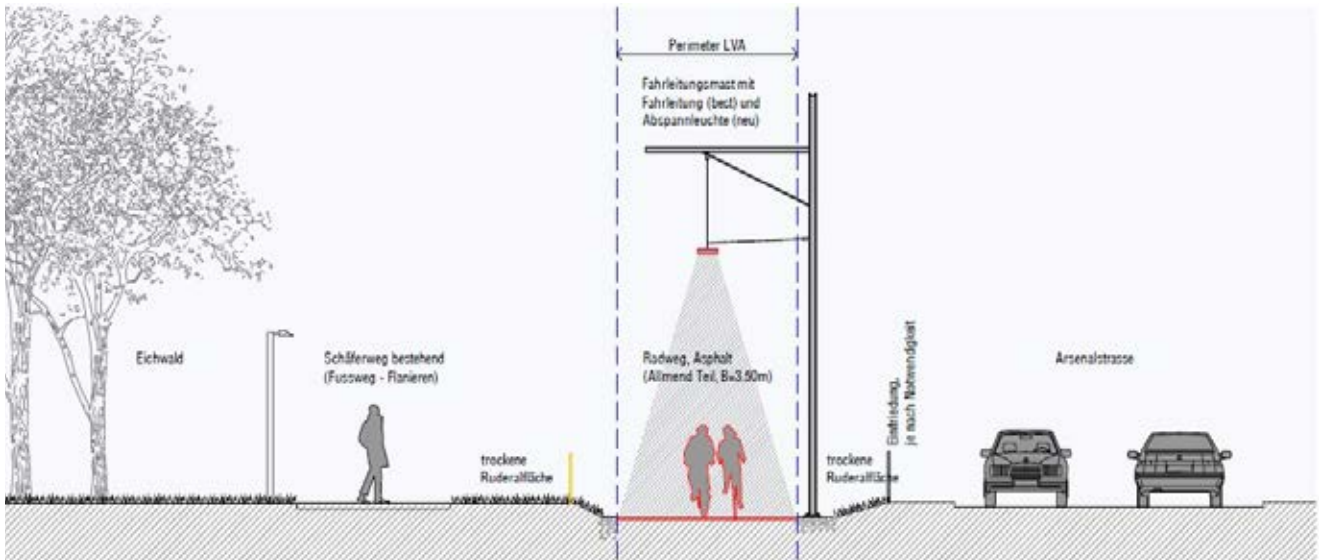 Perimeter LVA
Fahrleitungsmast mit
Fahrleitung (best) und
Abspannleuchte (neu)
Eichwald
Schäferweg bestehend
(Fussweg - Flanieren)
Radweg, Asphalt
(Allmend Teil, B=3.50m)
Einfriedung,
je nach Notwendigkeit
Arsenalstrasse
trockene
Ruderalfläche
trockene
Ruderalfläche